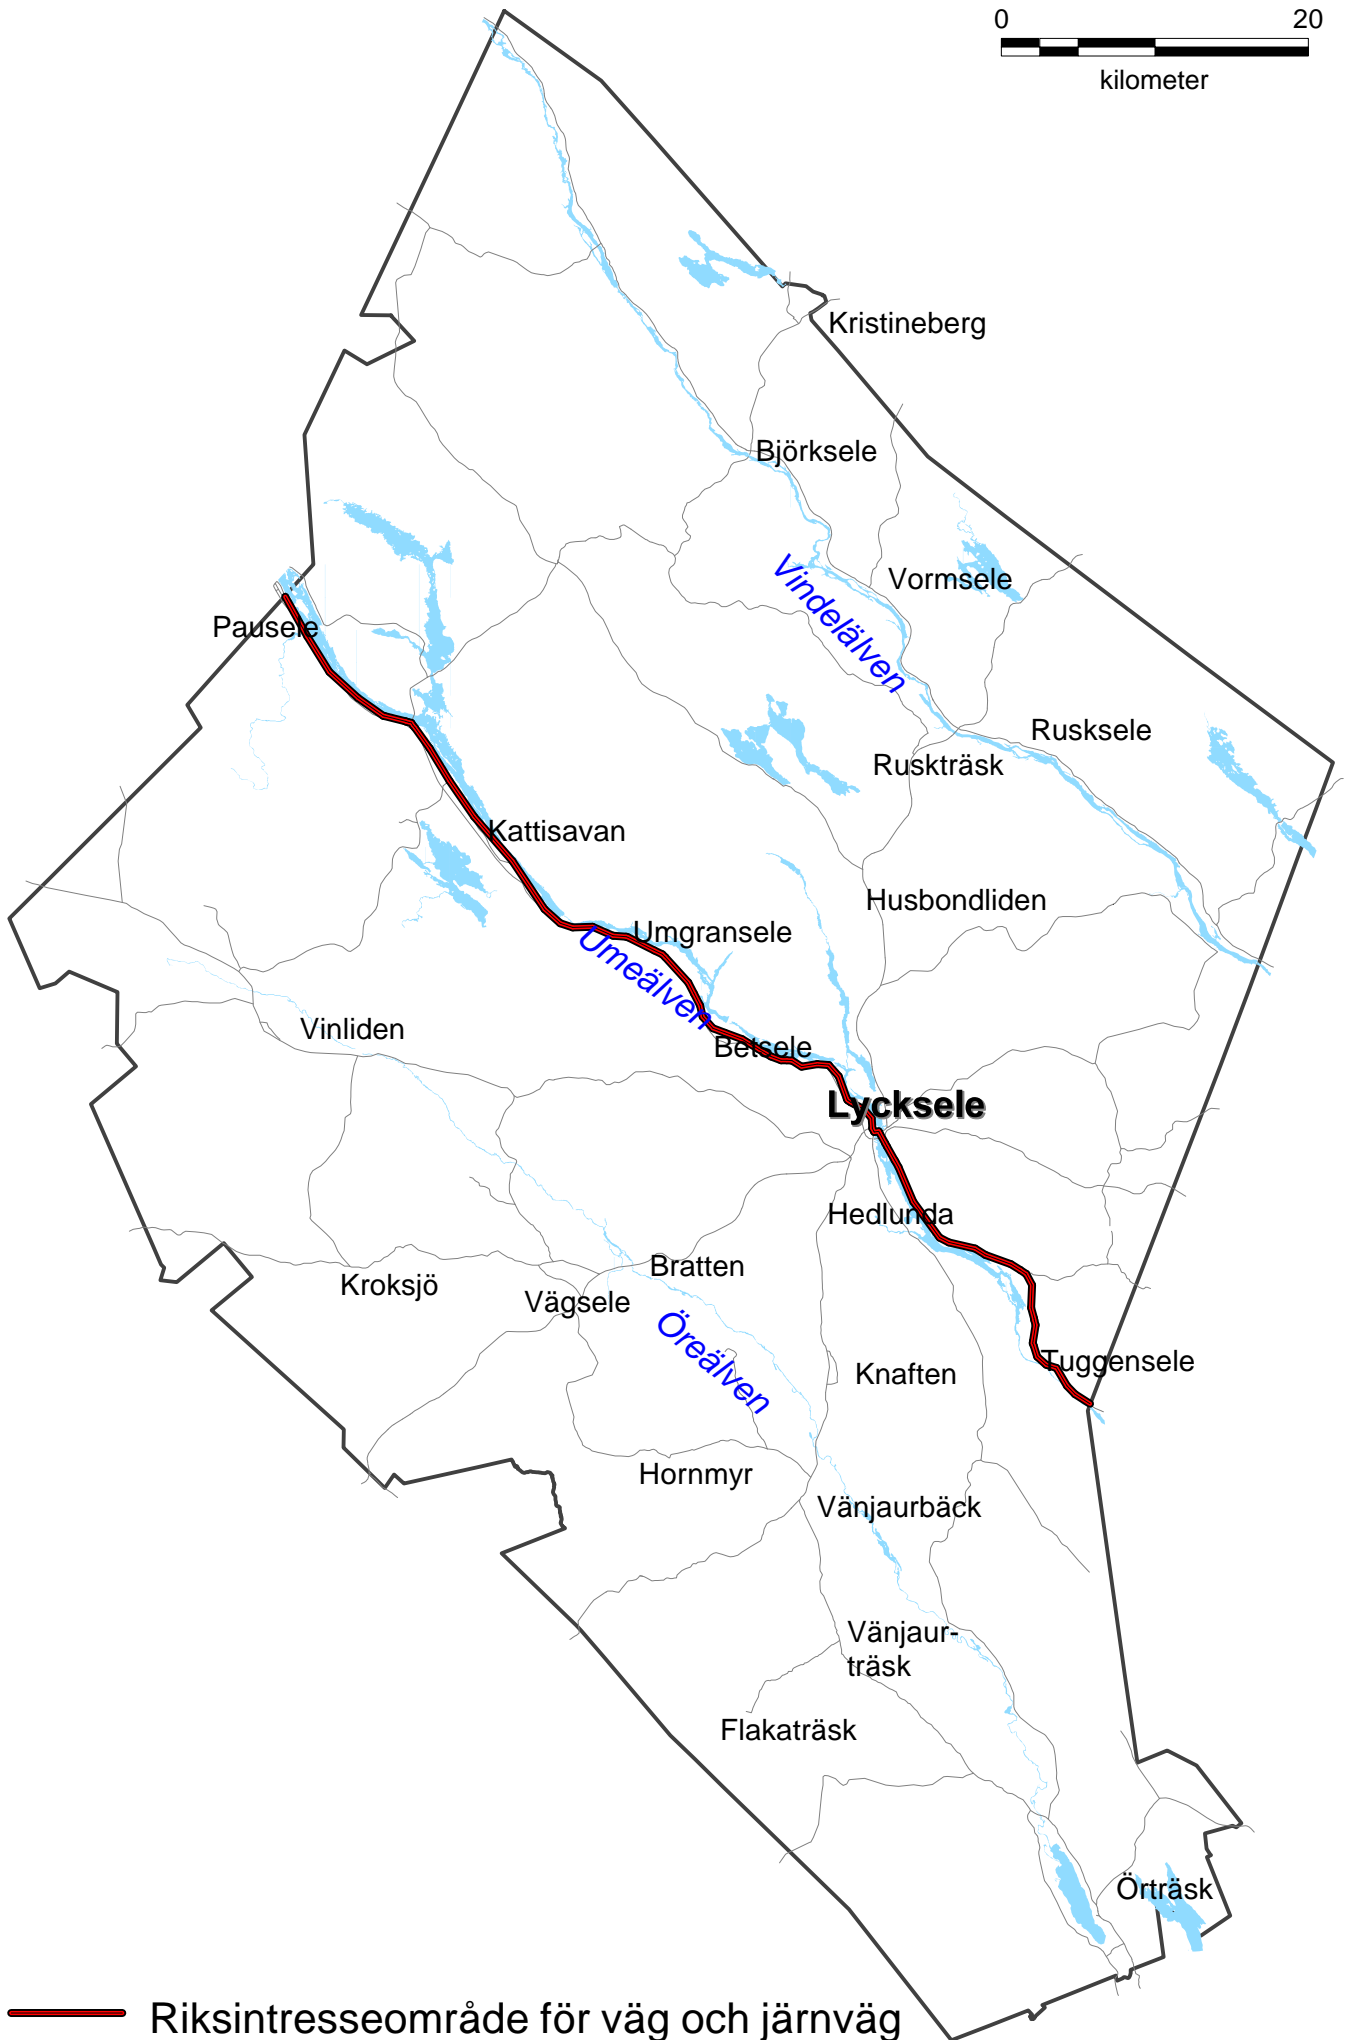 0 20
kilometer
Kristineberg
Björksele
Vormsele
Vindelälven
Pausele
Rusksele
Ruskträsk
Kattisavan
Husbondliden
Umgransele
Umeälven
Vinliden
Betsele
Lycksele
Hedlunda
Bratten
Kroksjö
Vägsele
Öreälven
Tuggensele
Knaften
Hornmyr
Vänjaurbäck
Vänjaur-
träsk
Flakaträsk
Örträsk
Riksintresseområde för väg och järnväg